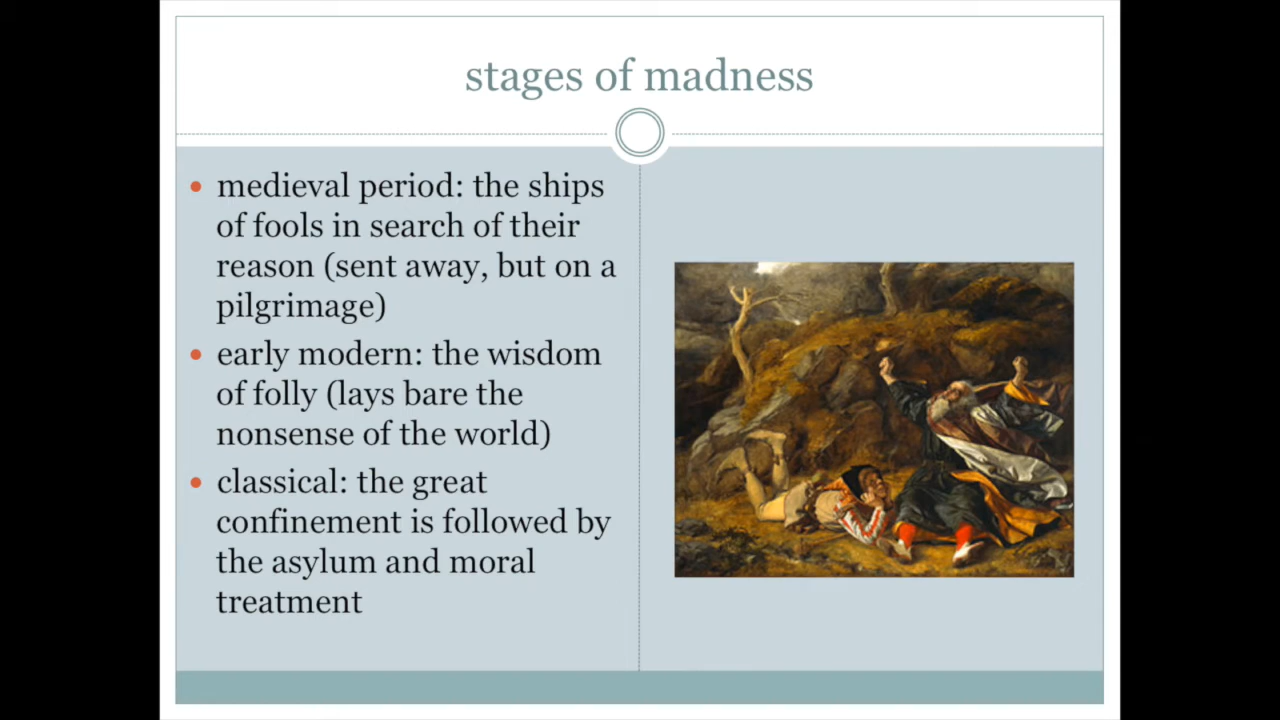 stages of madness
medieval period: the ships
of fools in search of their
reason (sent away, but on a
pilgrimage)
early modern: the wisdom
of folly (lays bare the
nonsense of the world)
classical: the great
confinement is followed by
the asylum and moral
treatment